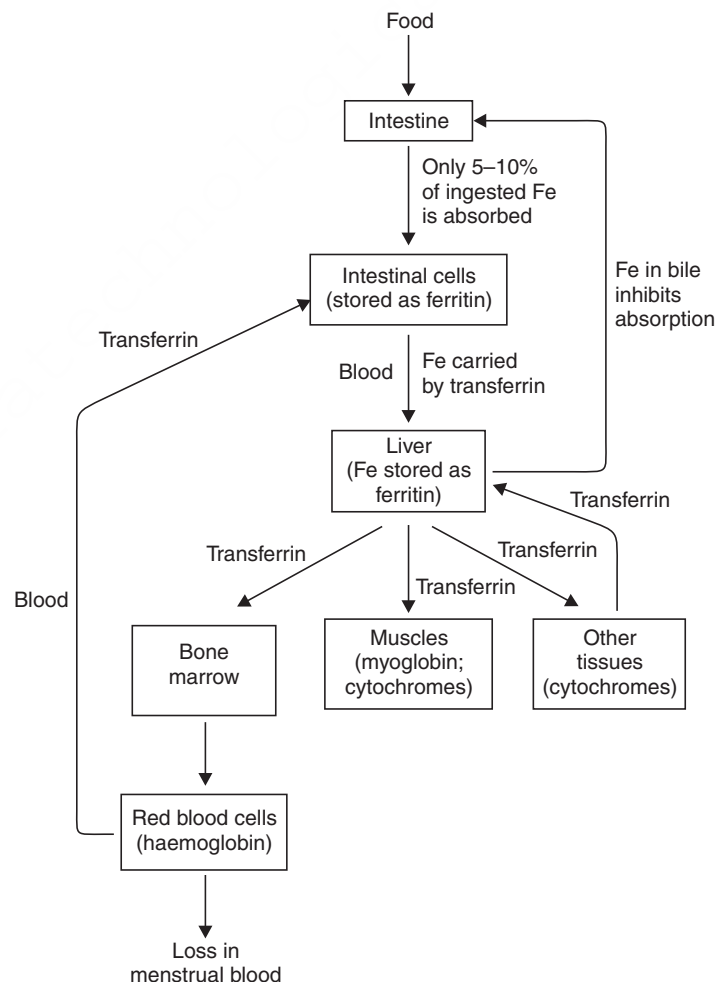 Food
Intestine
Only 5–10%
of ingested Fe
is absorbed
Intestinal cells
(stored as ferritin)
Fe in bile
inhibits
absorption
Transferrin
Blood
Fe carried
by transferrin
Liver
(Fe stored as
ferritin)
Transferrin
Transferrin
Transferrin
Transferrin
Blood
Bone
marrow
Muscles
(myoglobin;
cytochromes)
Other
tissues
(cytochromes)
Red blood cells
(haemoglobin)
Loss in
menstrual blood